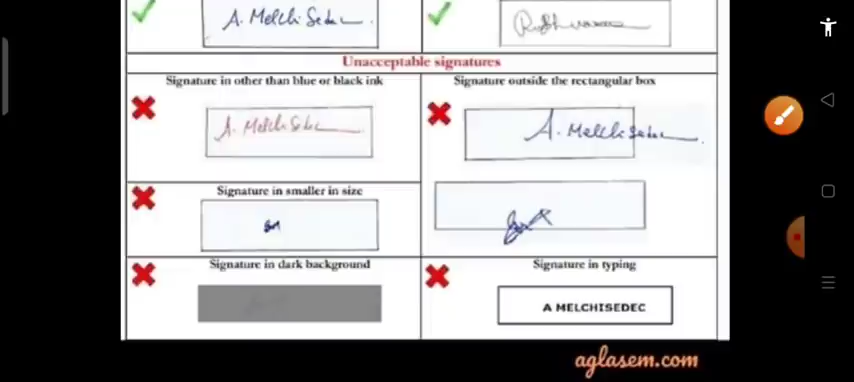 A. Melchi Sedec
Unacceptable signatures
Signature in other than blue or black ink
Signature outside the rectangular box
A. Melchi Sedec
A. Melchi Sedec
Signature in smaller in size
Signature in dark background
Signature in typing
A MELCHISEDEC
aglasem.com